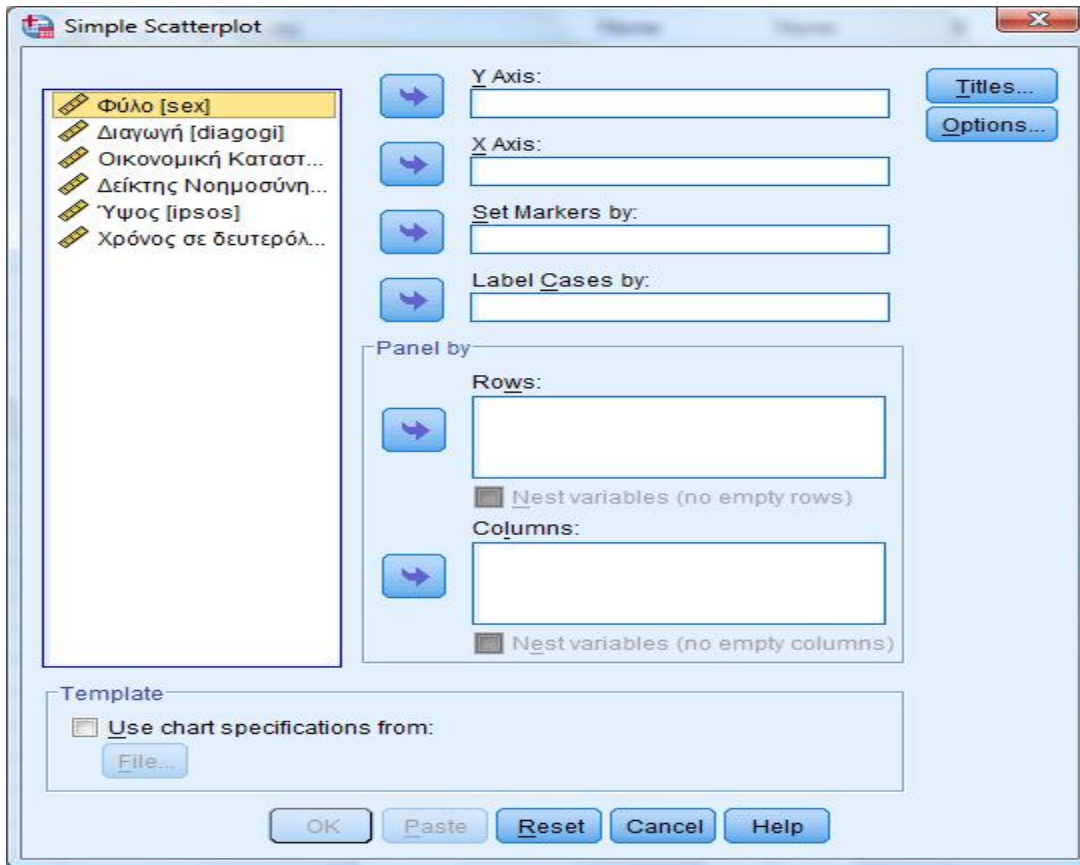 Simple Scatterplot
Φύλο [sex]
Διαγωγή [diagogi]
Οικονομική Καταστ...
Δείκτης Νοημοσύνη...
Ύψος [ipsos]
Χρόνος σε δευτερόλ...
Y Axis:
X Axis:
Set Markers by:
Label Cases by:
Panel by
Rows:
Nest variables (no empty rows)
Columns:
Nest variables (no empty columns)
Titles...
Options...
Template
Use chart specifications from:
File...
OK Paste Reset Cancel Help